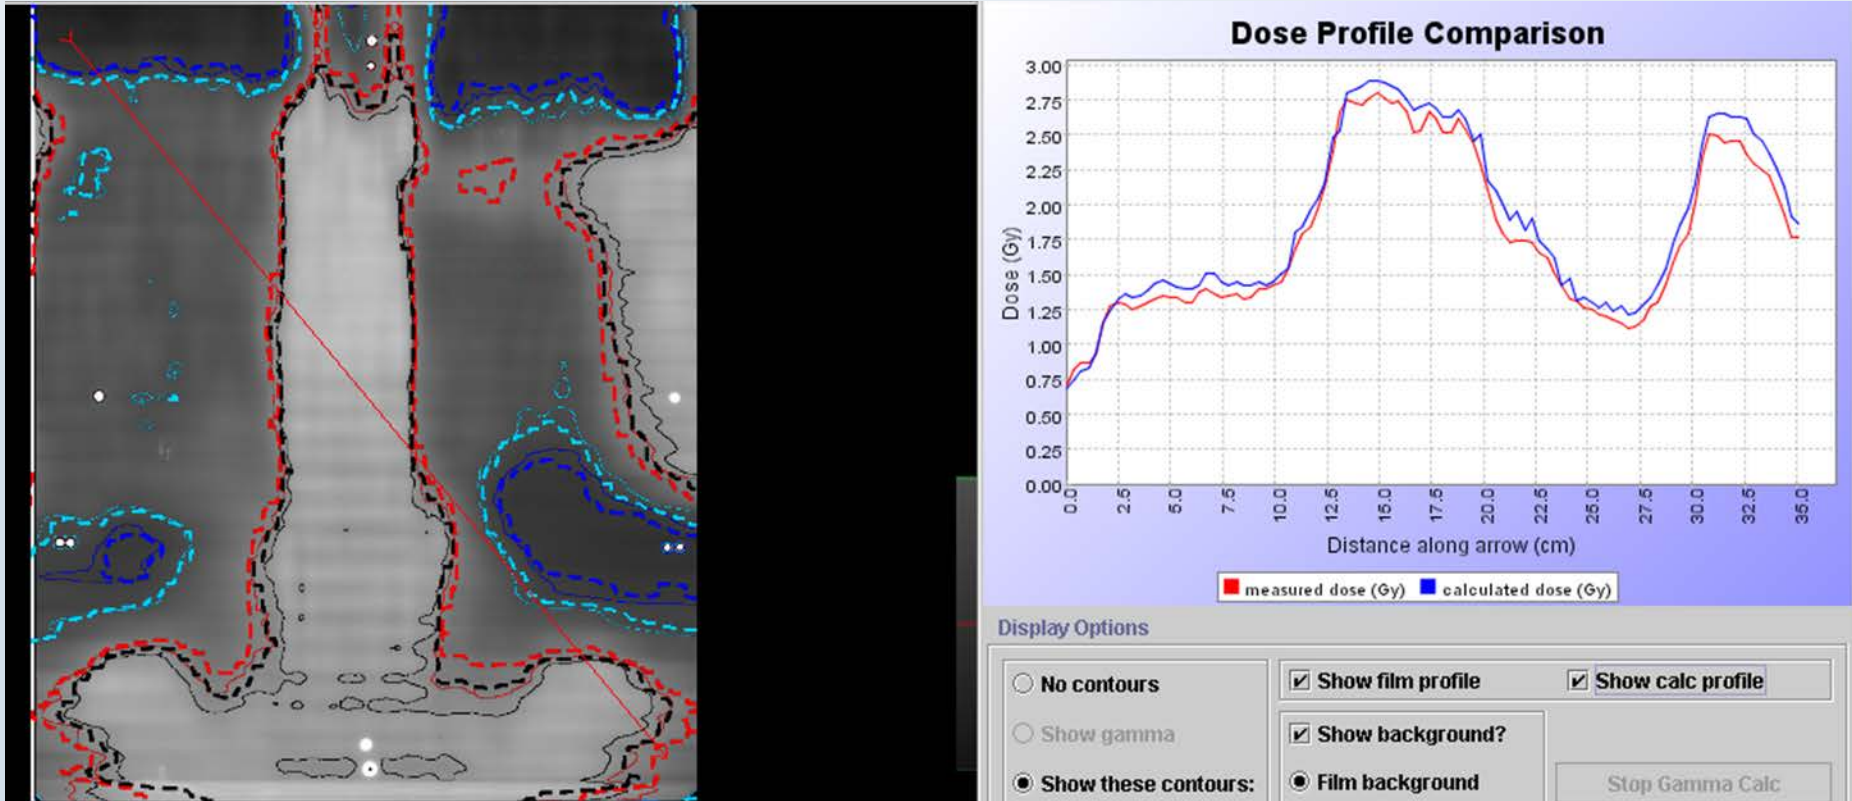 Dose Profile Comparison
Dose (Gy)
3.00
2.75
2.50
2.25
2.00
1.75
1.50
1.25
1.00
0.75
0.50
0.25
0.00
0.0 2.5 5.0 7.5 10.0 12.5 15.0 17.5 20.0 22.5 25.0 27.5 30.0 32.5 35.0
Distance along arrow (cm)
measured dose (Gy) calculated dose (Gy)
Display Options
No contours Show film profile Show calc profile
Show gamma Show background?
Show these contours: Film background Stop Gamma Calc